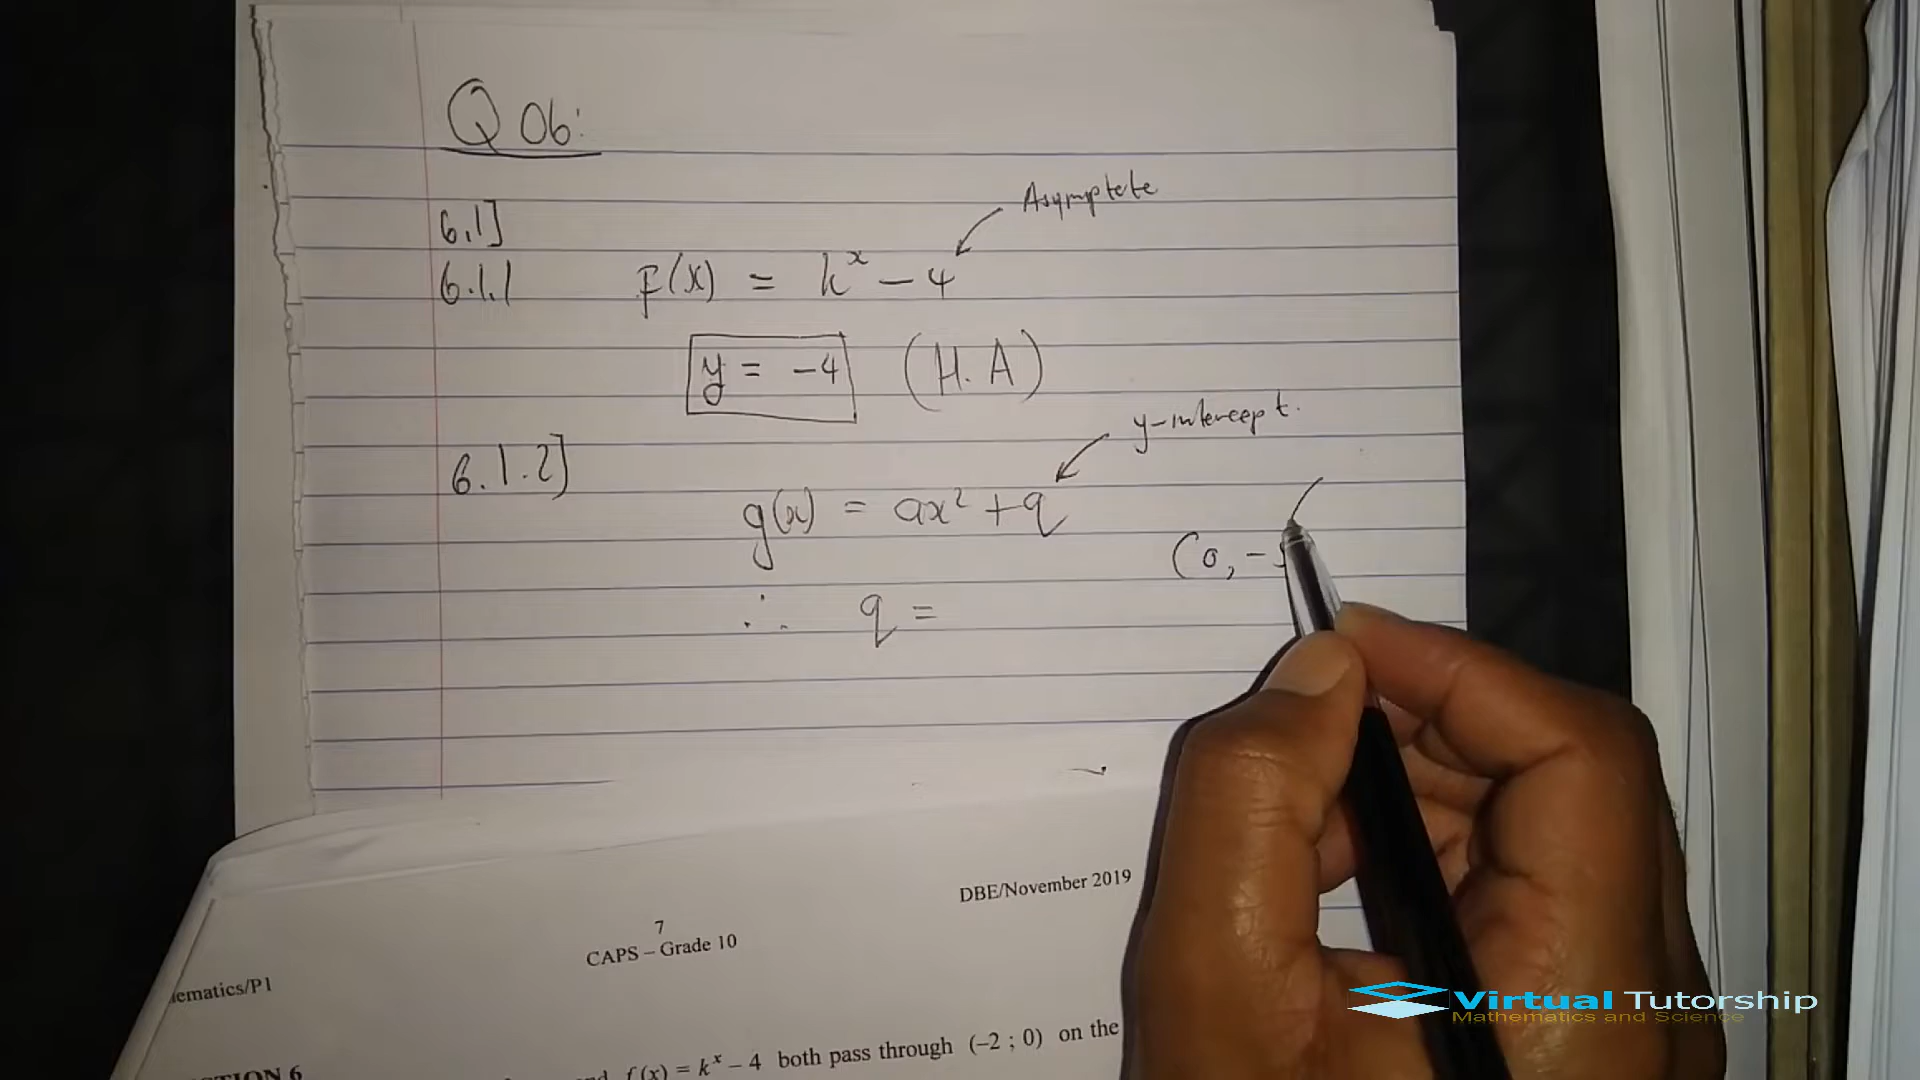 Q 06:
Asymptote
6.1]
6.1.1 F(x) = k^x - 4
y = -4 (H.A)
y-intercept.
6.1.2]
g(x) = ax² + q
(0, -
∴ q =
DBE/November 2019
7
CAPS – Grade 10
ematics/P1
TION 6
f(x) = k^x – 4 both pass through (–2 ; 0) on the
Virtual Tutorship
Mathematics and Science